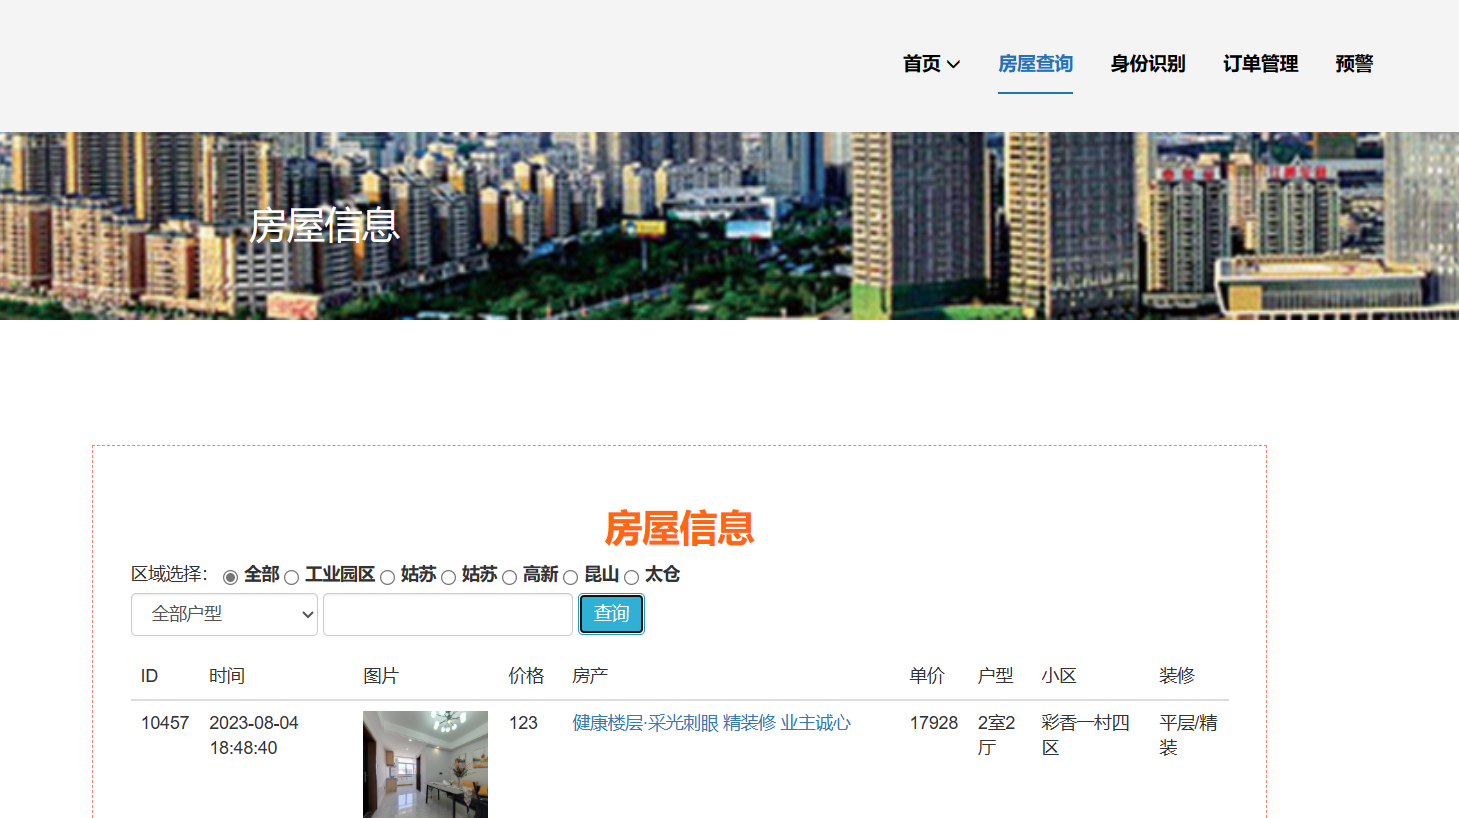 首页 房屋查询 身份识别 订单管理 预警
房屋信息
房屋信息
区域选择： 全部 工业园区 姑苏 姑苏 高新 昆山 太仓
全部户型 查询
ID 时间 图片 价格 房产 单价 户型 小区 装修
10457 2023-08-04 123 健康楼层·采光刺眼 精装修 业主诚心 17928 2室2 彩香一村四 平层/精
18:48:40 厅 区 装